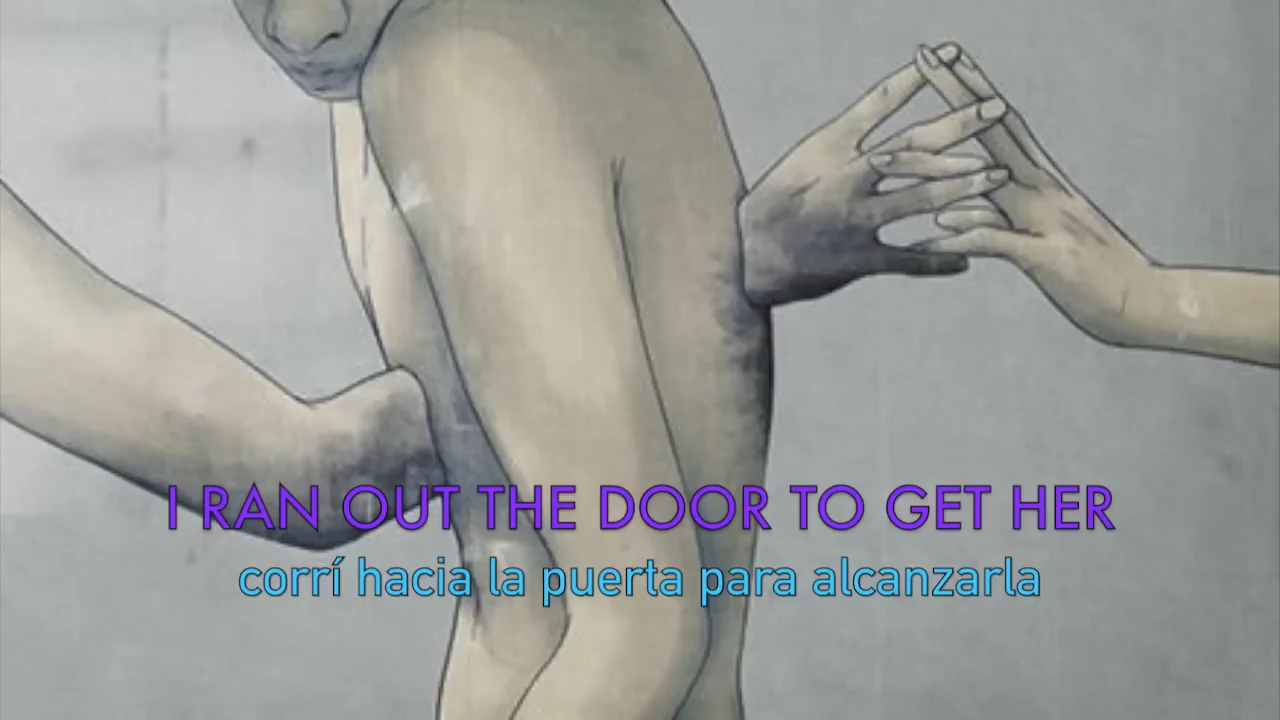 I RAN OUT THE DOOR TO GET HER
corrí hacia la puerta para alcanzarla